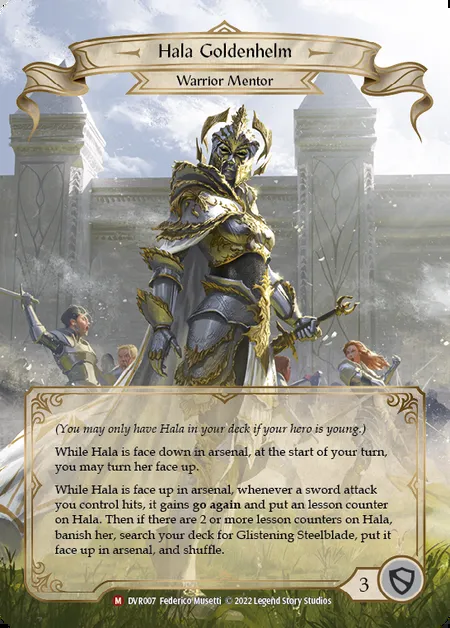 Hala Goldenhelm
Warrior Mentor
(You may only have Hala in your deck if your hero is young.)
While Hala is face down in arsenal, at the start of your turn,
you may turn her face up.
While Hala is face up in arsenal, whenever a sword attack
you control hits, it gains go again and put an lesson counter
on Hala. Then if there are 2 or more lesson counters on Hala,
banish her, search your deck for Glistening Steelblade, put it
face up in arsenal, and shuffle.
3
M DVR007 Federico Musetti © 2022 Legend Story Studios